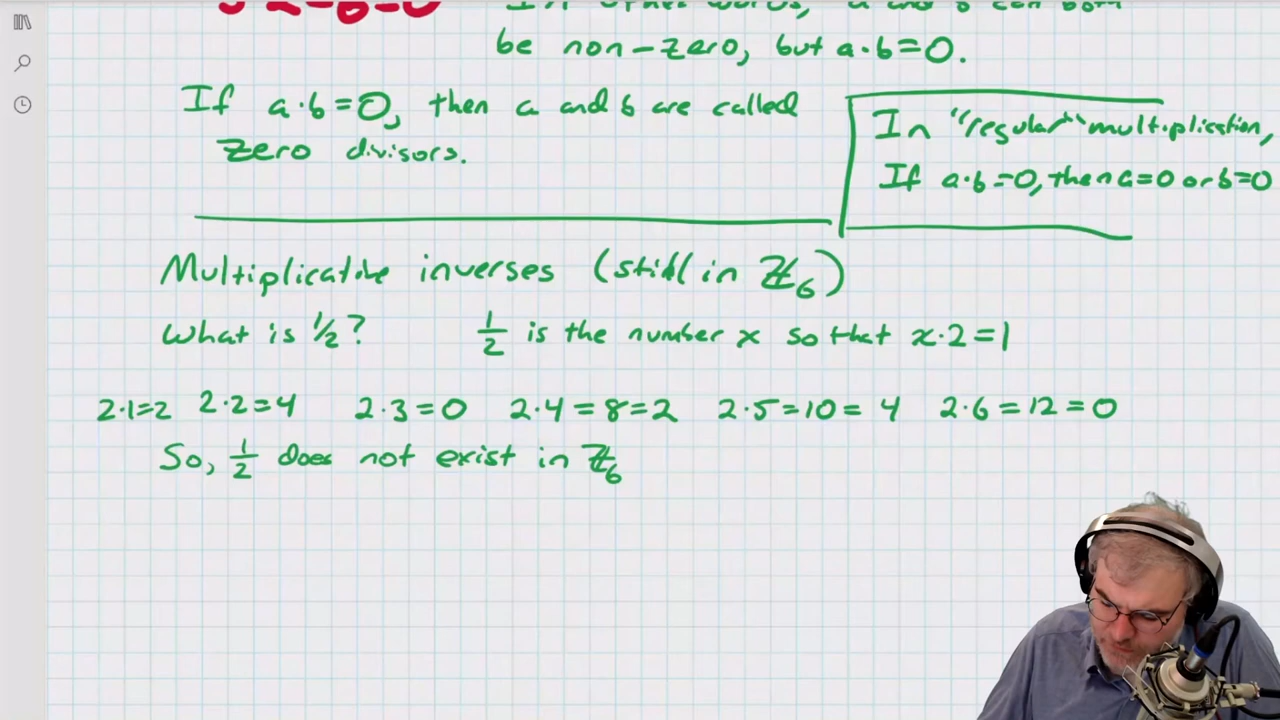 be non-zero, but a·b=0.
If a·b=0, then a and b are called
zero divisors.
In "regular" multiplication,
If a·b=0, then a=0 or b=0
Multiplicative inverses (still in ℤ₆)
What is ½? ½ is the number x so that x·2=1
2·1=2 2·2=4 2·3=0 2·4=8=2 2·5=10=4 2·6=12=0
So, ½ does not exist in ℤ₆